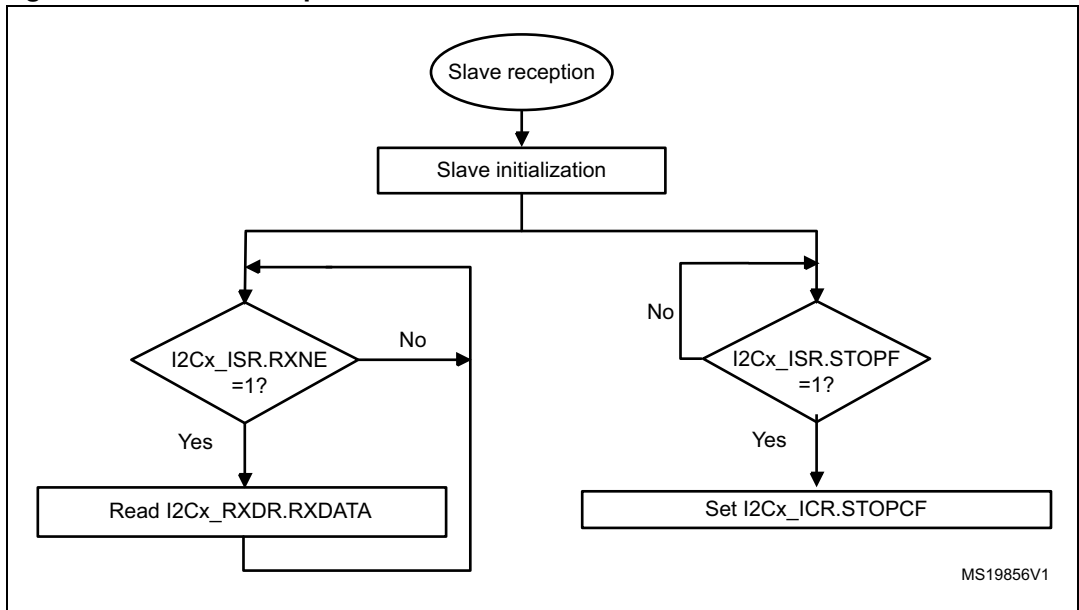 Slave reception
Slave initialization
No
No
I2Cx_ISR.RXNE
=1?
I2Cx_ISR.STOPF
=1?
Yes
Yes
Read I2Cx_RXDR.RXDATA
Set I2Cx_ICR.STOPCF
MS19856V1